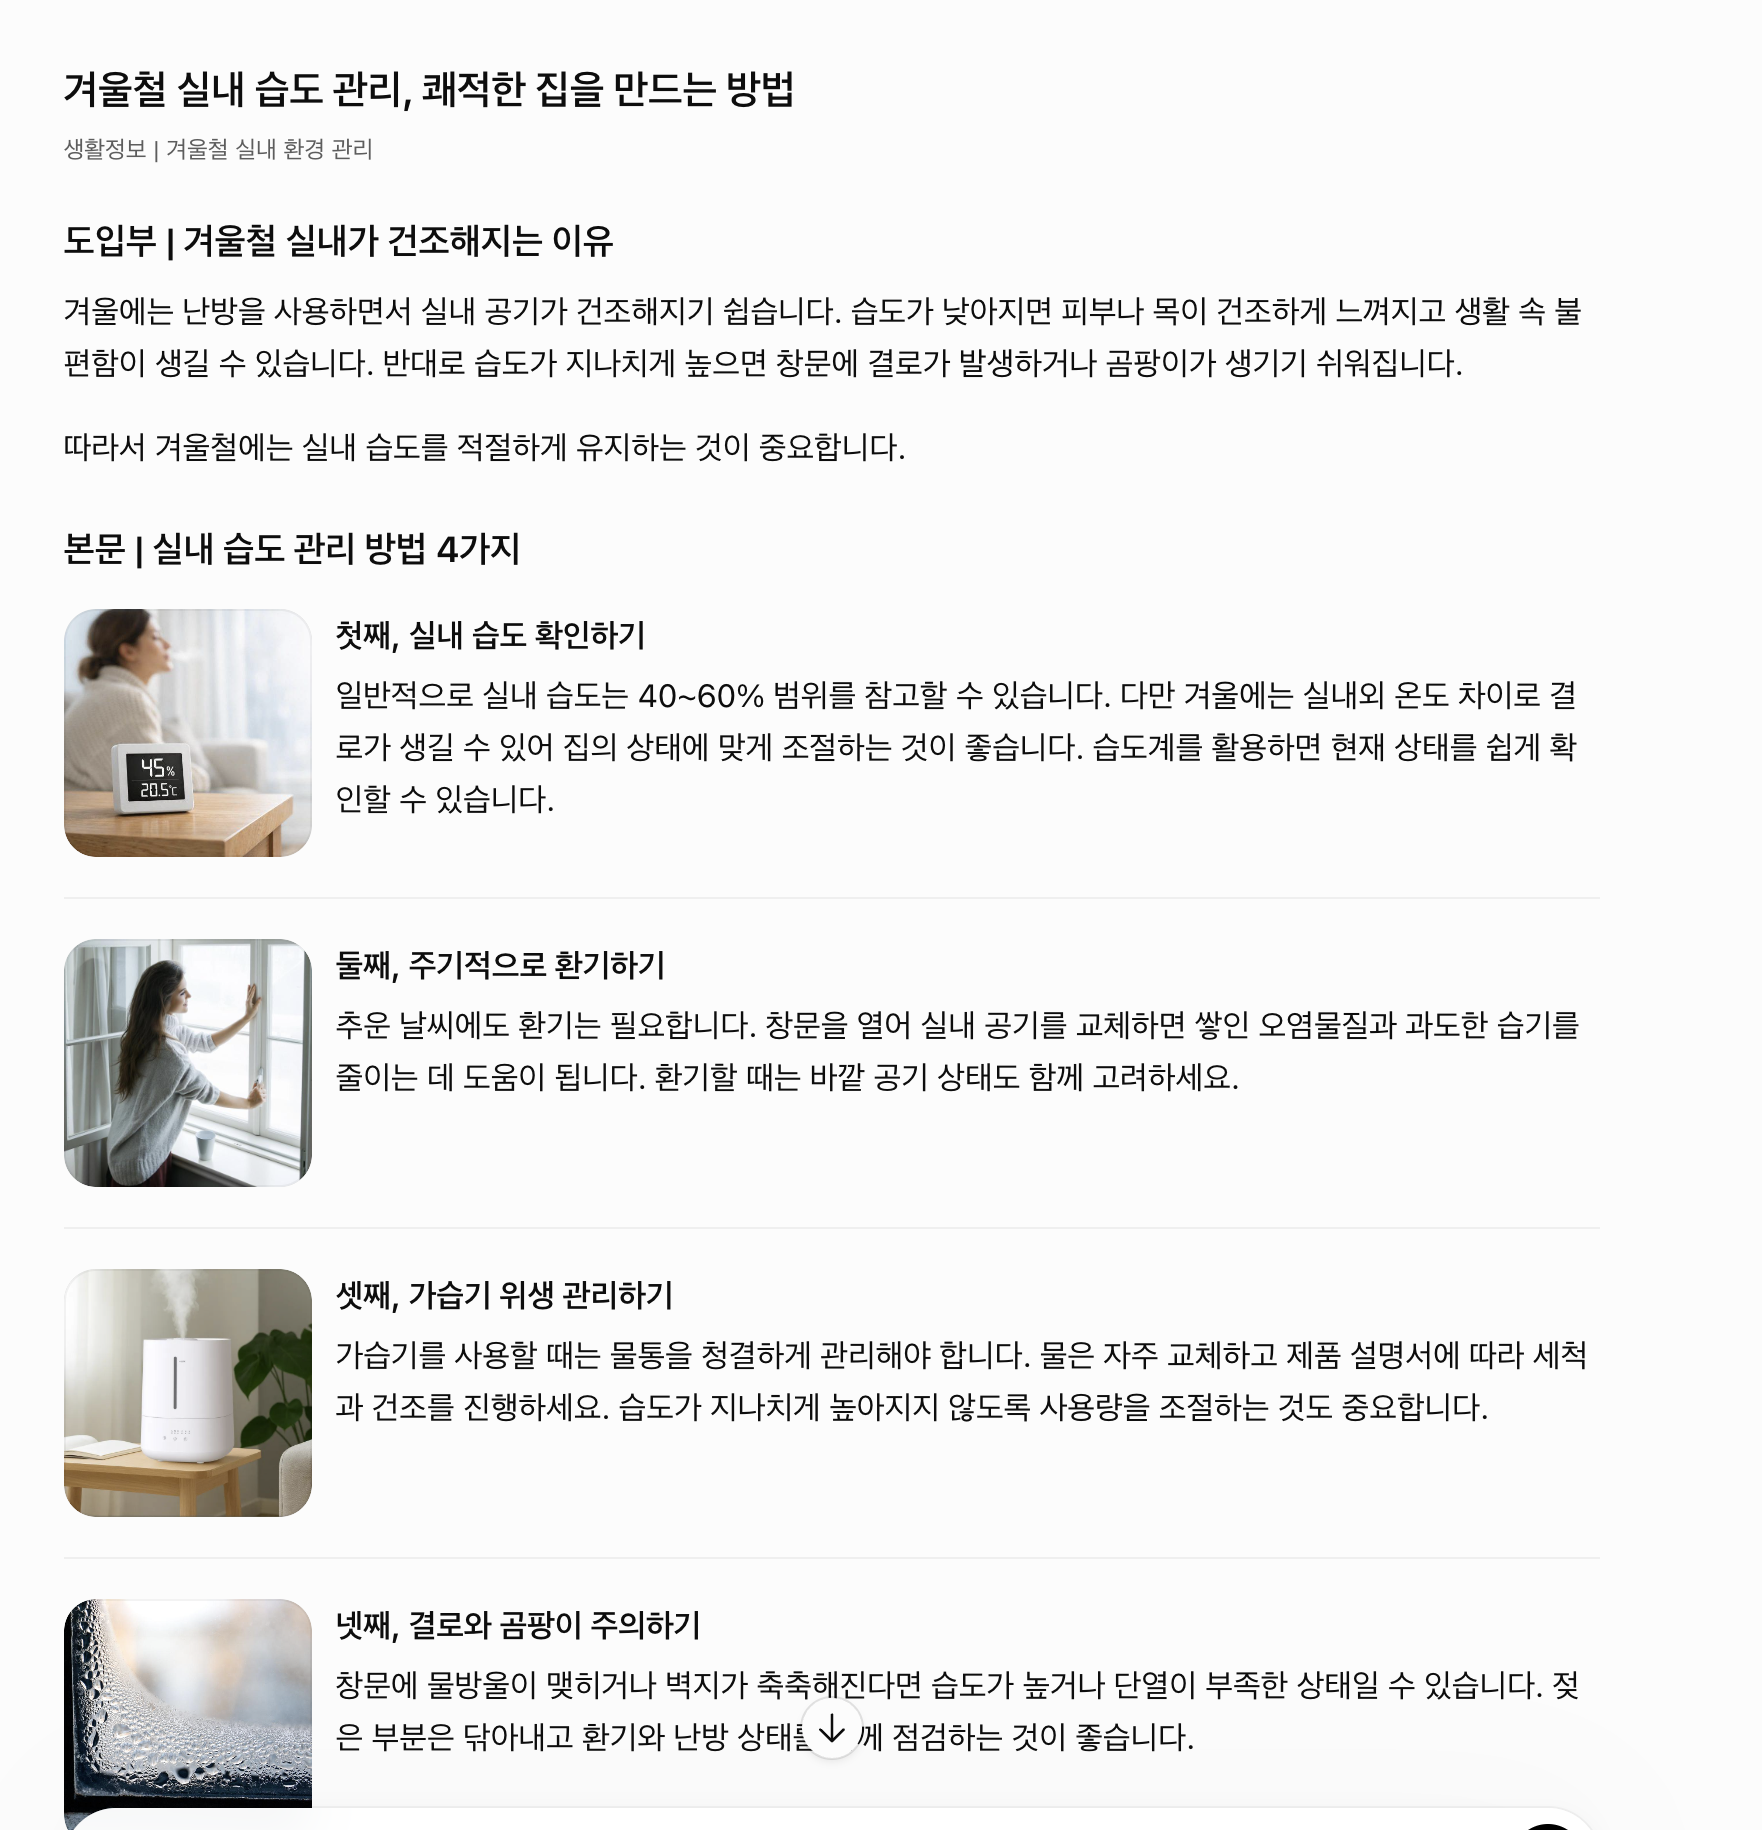 겨울철 실내 습도 관리, 쾌적한 집을 만드는 방법
생활정보 | 겨울철 실내 환경 관리
도입부 | 겨울철 실내가 건조해지는 이유
겨울에는 난방을 사용하면서 실내 공기가 건조해지기 쉽습니다. 습도가 낮아지면 피부나 목이 건조하게 느껴지고 생활 속 불
편함이 생길 수 있습니다. 반대로 습도가 지나치게 높으면 창문에 결로가 발생하거나 곰팡이가 생기기 쉬워집니다.
따라서 겨울철에는 실내 습도를 적절하게 유지하는 것이 중요합니다.
본문 | 실내 습도 관리 방법 4가지
45%
20.5℃
첫째, 실내 습도 확인하기
일반적으로 실내 습도는 40~60% 범위를 참고할 수 있습니다. 다만 겨울에는 실내외 온도 차이로 결
로가 생길 수 있어 집의 상태에 맞게 조절하는 것이 좋습니다. 습도계를 활용하면 현재 상태를 쉽게 확
인할 수 있습니다.
둘째, 주기적으로 환기하기
추운 날씨에도 환기는 필요합니다. 창문을 열어 실내 공기를 교체하면 쌓인 오염물질과 과도한 습기를
줄이는 데 도움이 됩니다. 환기할 때는 바깥 공기 상태도 함께 고려하세요.
셋째, 가습기 위생 관리하기
가습기를 사용할 때는 물통을 청결하게 관리해야 합니다. 물은 자주 교체하고 제품 설명서에 따라 세척
과 건조를 진행하세요. 습도가 지나치게 높아지지 않도록 사용량을 조절하는 것도 중요합니다.
넷째, 결로와 곰팡이 주의하기
창문에 물방울이 맺히거나 벽지가 축축해진다면 습도가 높거나 단열이 부족한 상태일 수 있습니다. 젖
은 부분은 닦아내고 환기와 난방 점검하는 것이 좋습니다.